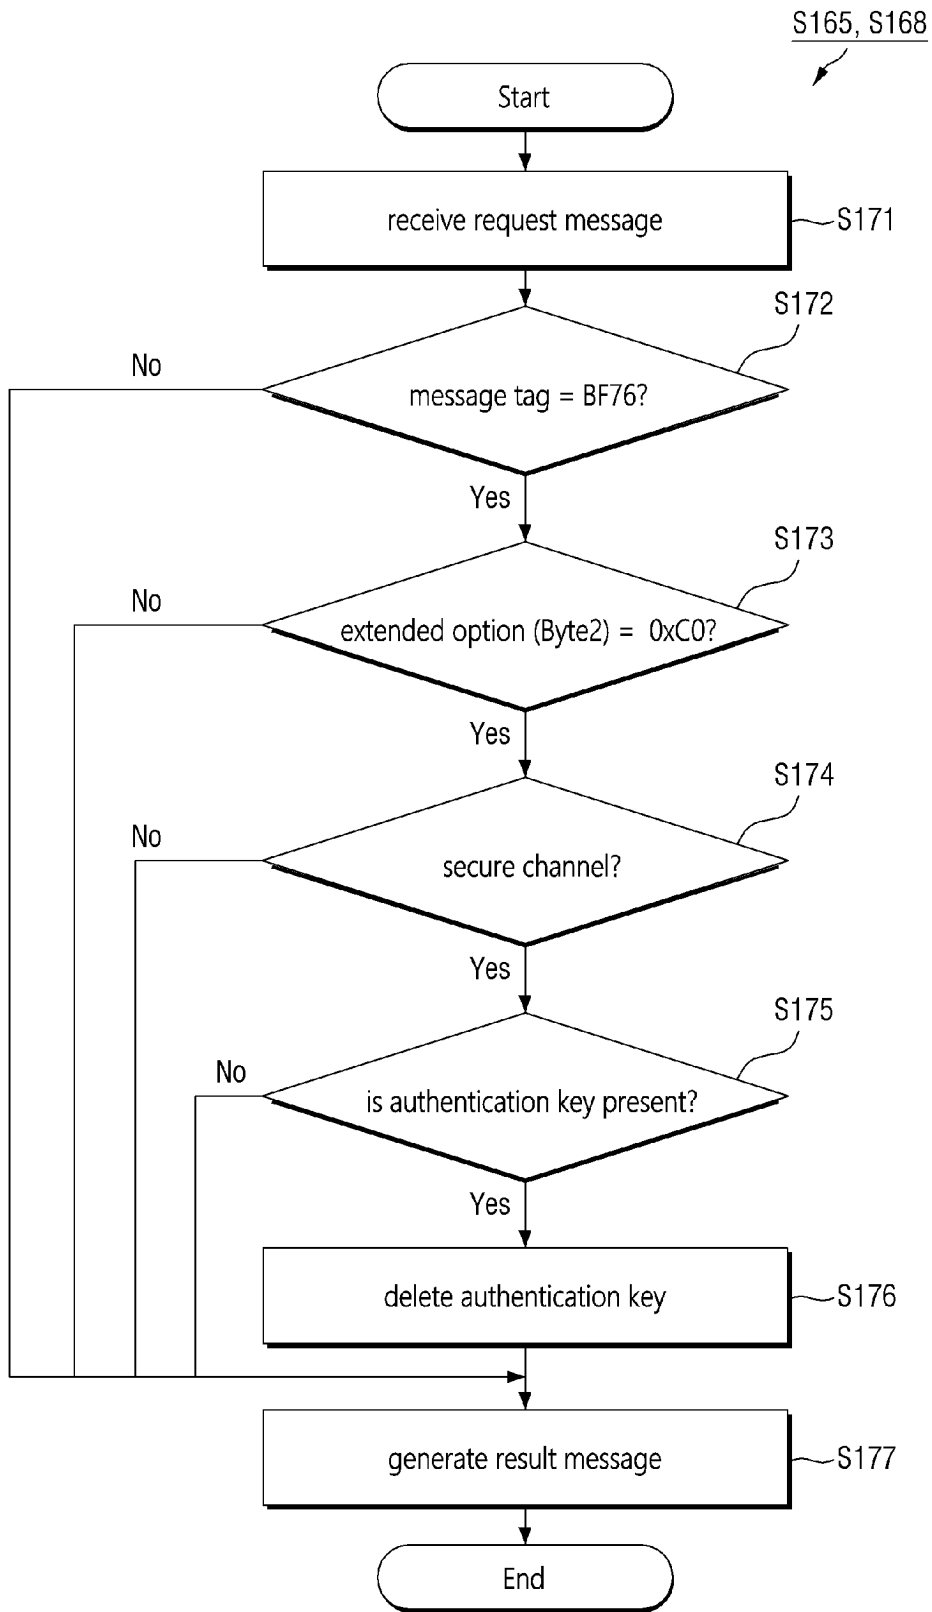 S165, S168
Start
receive request message
S171
S172
No
message tag = BF76?
Yes
S173
No
extended option (Byte2) = 0xC0?
Yes
S174
No
secure channel?
Yes
S175
No
is authentication key present?
Yes
delete authentication key
S176
generate result message
S177
End